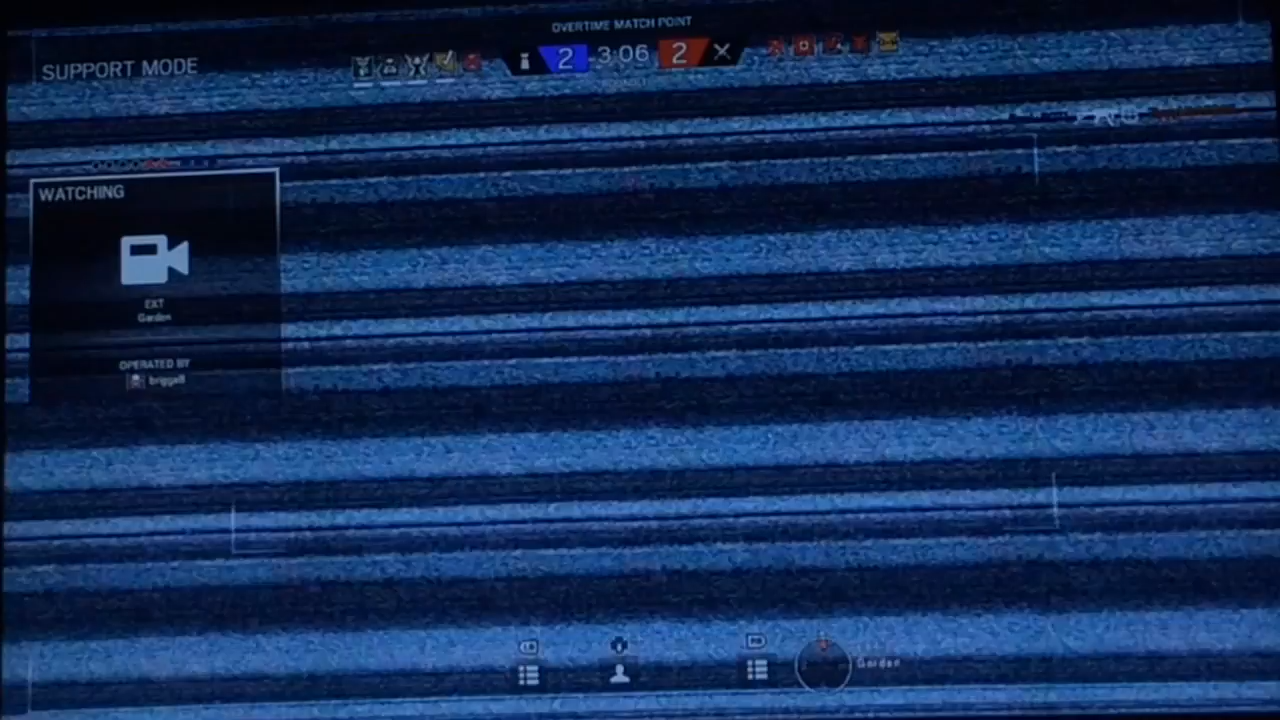 OVERTIME MATCH POINT
SUPPORT MODE
2 3:06 2
WATCHING
EXT
Garden
OPERATED BY
Garden